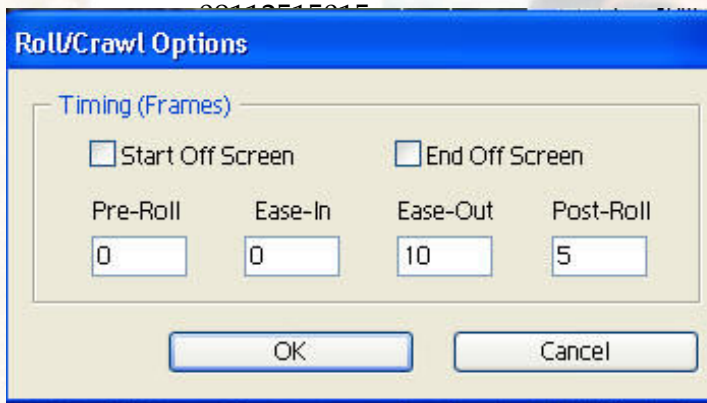 Roll/Crawl Options
Timing (Frames)
Start Off Screen End Off Screen
Pre-Roll Ease-In Ease-Out Post-Roll
0 0 10 5
OK Cancel